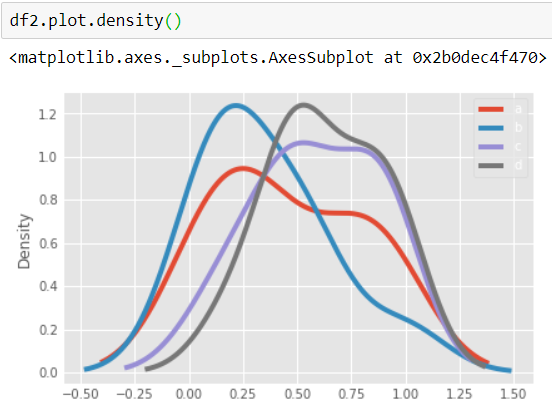 df2.plot.density()
<matplotlib.axes._subplots.AxesSubplot at 0x2b0dec4f470>
1.2
1.0
0.8
0.6
0.4
0.2
0.0
Density
a
b
c
d
−0.50 −0.25 0.00 0.25 0.50 0.75 1.00 1.25 1.50